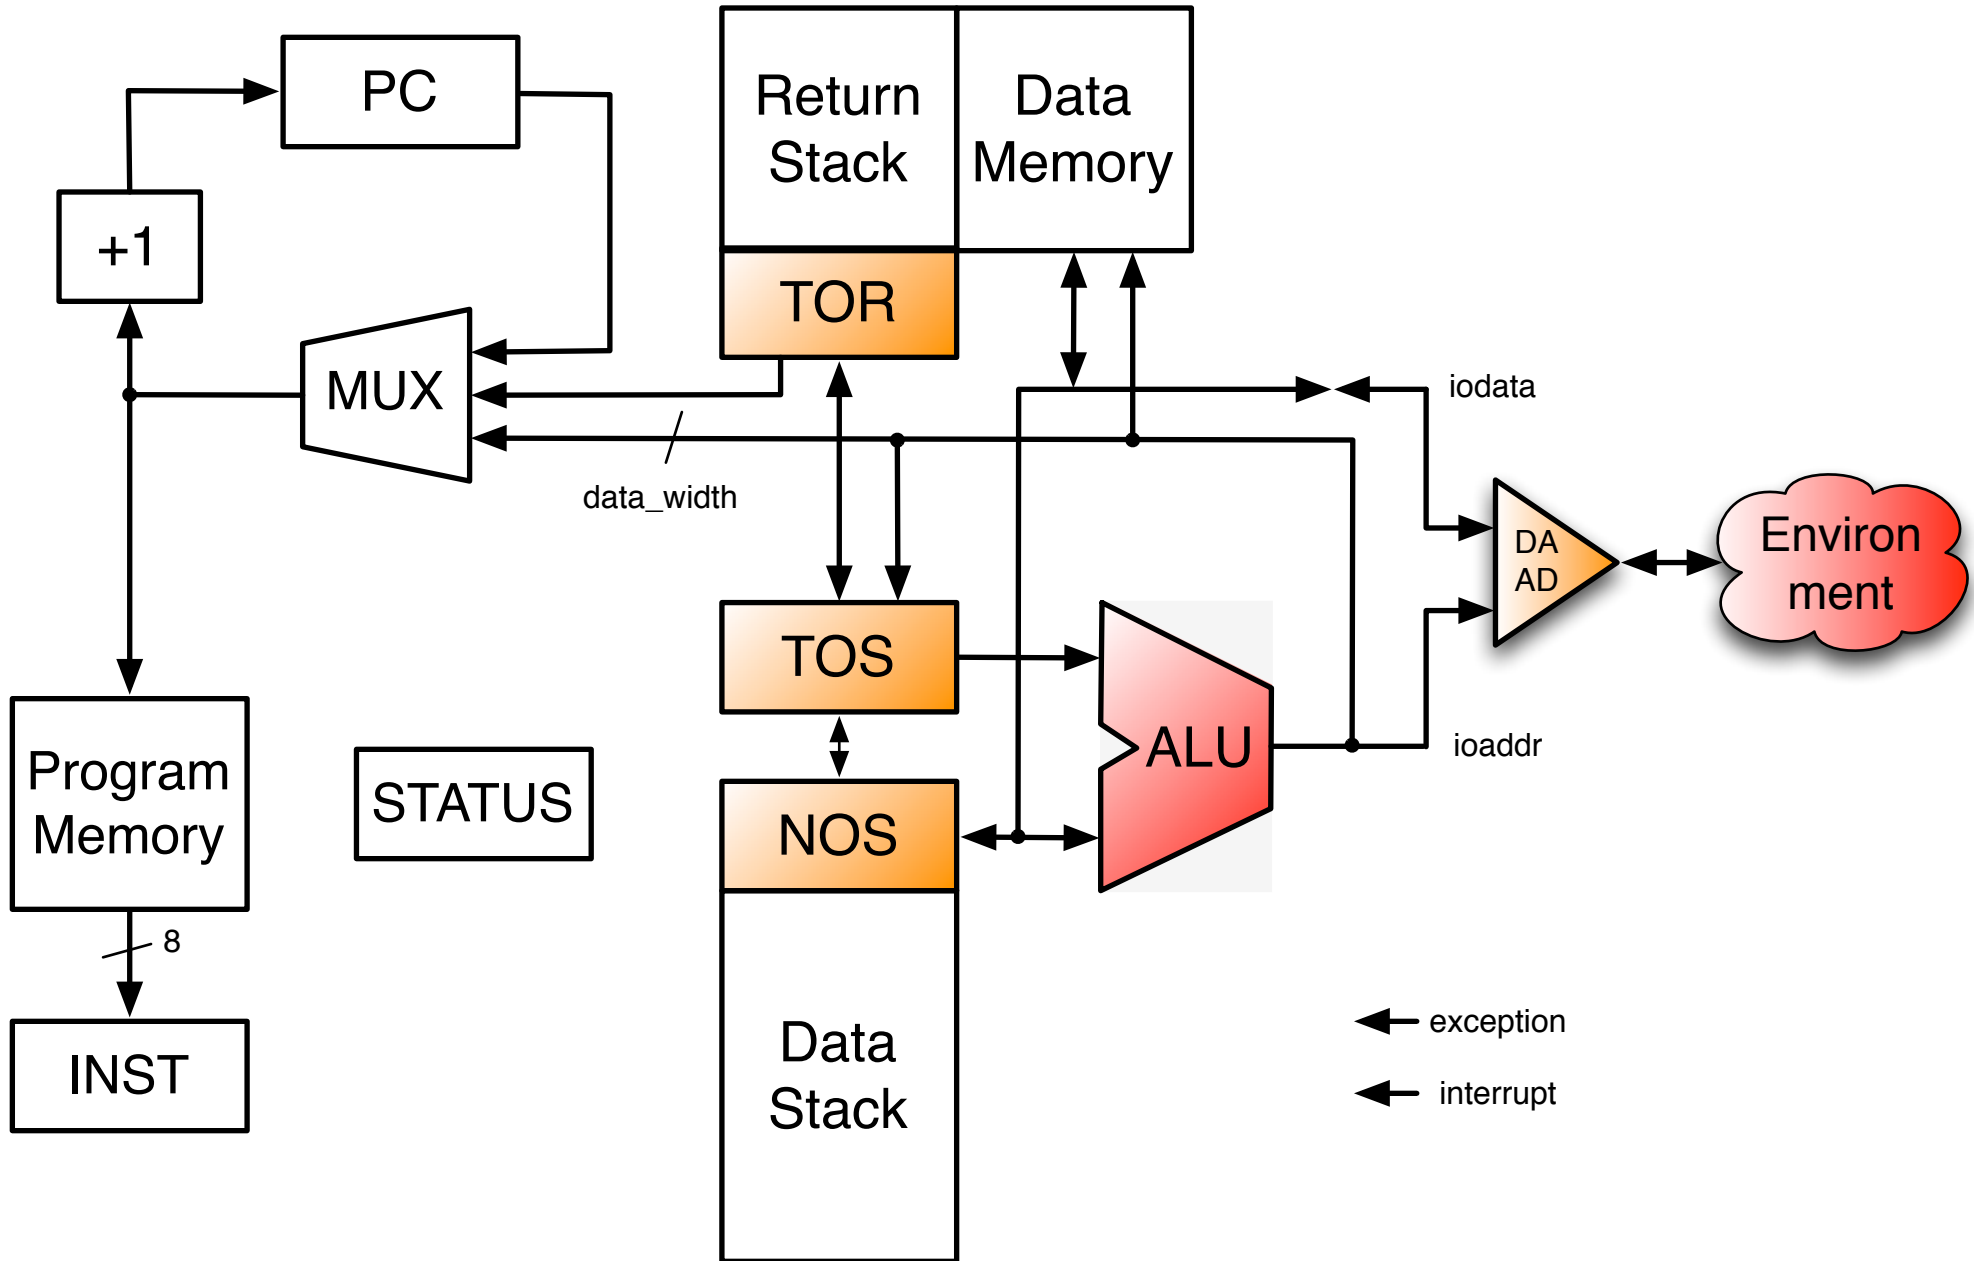 PC
Return
Stack
Data
Memory
+1
TOR
MUX
iodata
data_width
DA
AD
Environ
ment
TOS
ALU
ioaddr
Program
Memory
STATUS
NOS
8
INST
Data
Stack
exception
interrupt